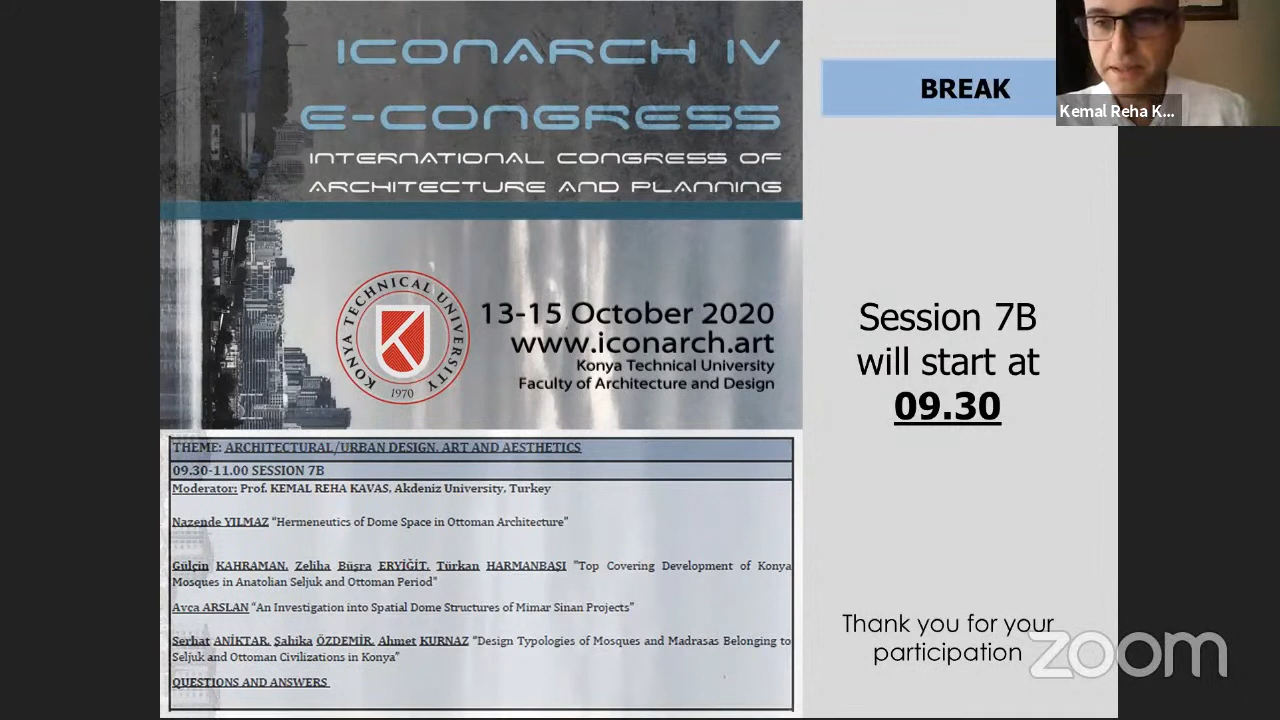 ICONARCH IV
E-CONGRESS
INTERNATIONAL CONGRESS OF
ARCHITECTURE AND PLANNING
KONYA TECHNICAL UNIVERSITY
1970
13-15 October 2020
www.iconarch.art
Konya Technical University
Faculty of Architecture and Design
THEME: ARCHITECTURAL/URBAN DESIGN, ART AND AESTHETICS
09.30-11.00 SESSION 7B
Moderator: Prof. KEMAL REHA KAVAS, Akdeniz University, Turkey
Nazende YILMAZ “Hermeneutics of Dome Space in Ottoman Architecture”
Gülçin KAHRAMAN, Zeliha Büşra ERYİĞİT, Türkan HARMANBAŞI "Top Covering Development of Konya
Mosques in Anatolian Seljuk and Ottoman Period"
Ayca ARSLAN “An Investigation into Spatial Dome Structures of Mimar Sinan Projects”
Serhat ANİKTAR, Şahika ÖZDEMİR, Ahmet KURNAZ “Design Typologies of Mosques and Madrasas Belonging to
Seljuk and Ottoman Civilizations in Konya”
QUESTIONS AND ANSWERS
BREAK
Kemal Reha K...
Session 7B
will start at
09.30
Thank you for your
participation
zoom